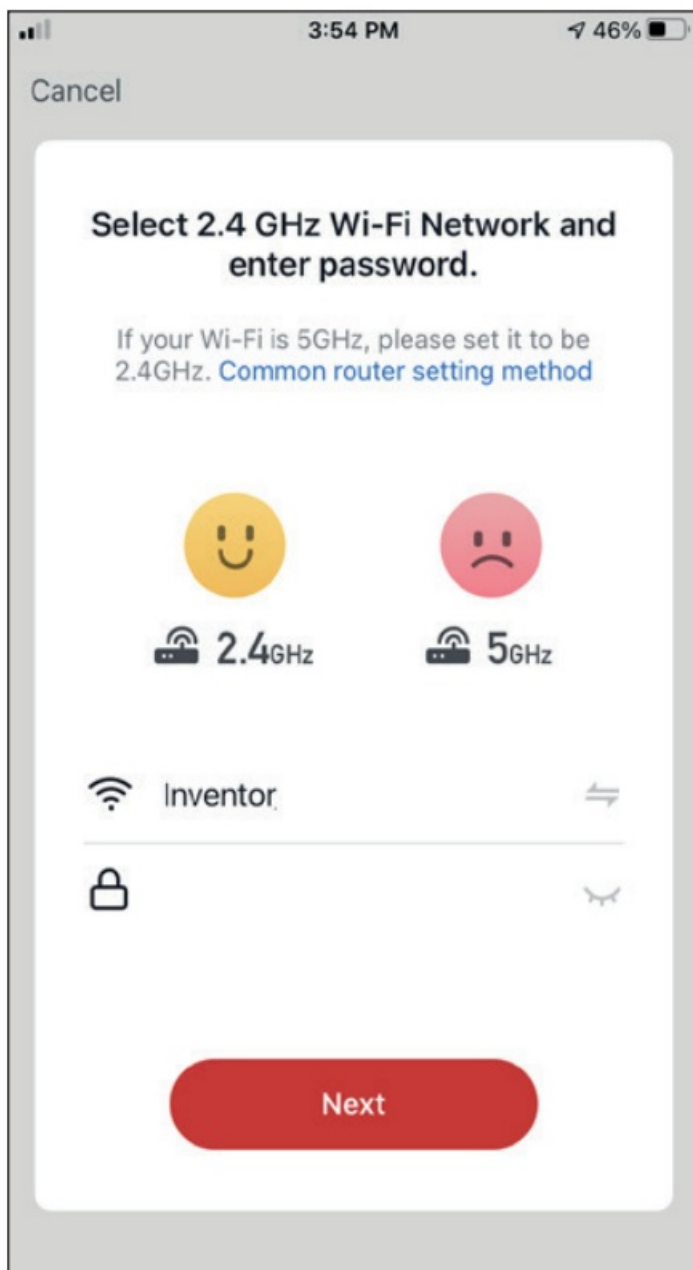 3:54 PM
46%
Cancel
Select 2.4 GHz Wi-Fi Network and
enter password.
If your Wi-Fi is 5GHz, please set it to be
2.4GHz. Common router setting method
2.4GHz
5GHz
Inventor
Next